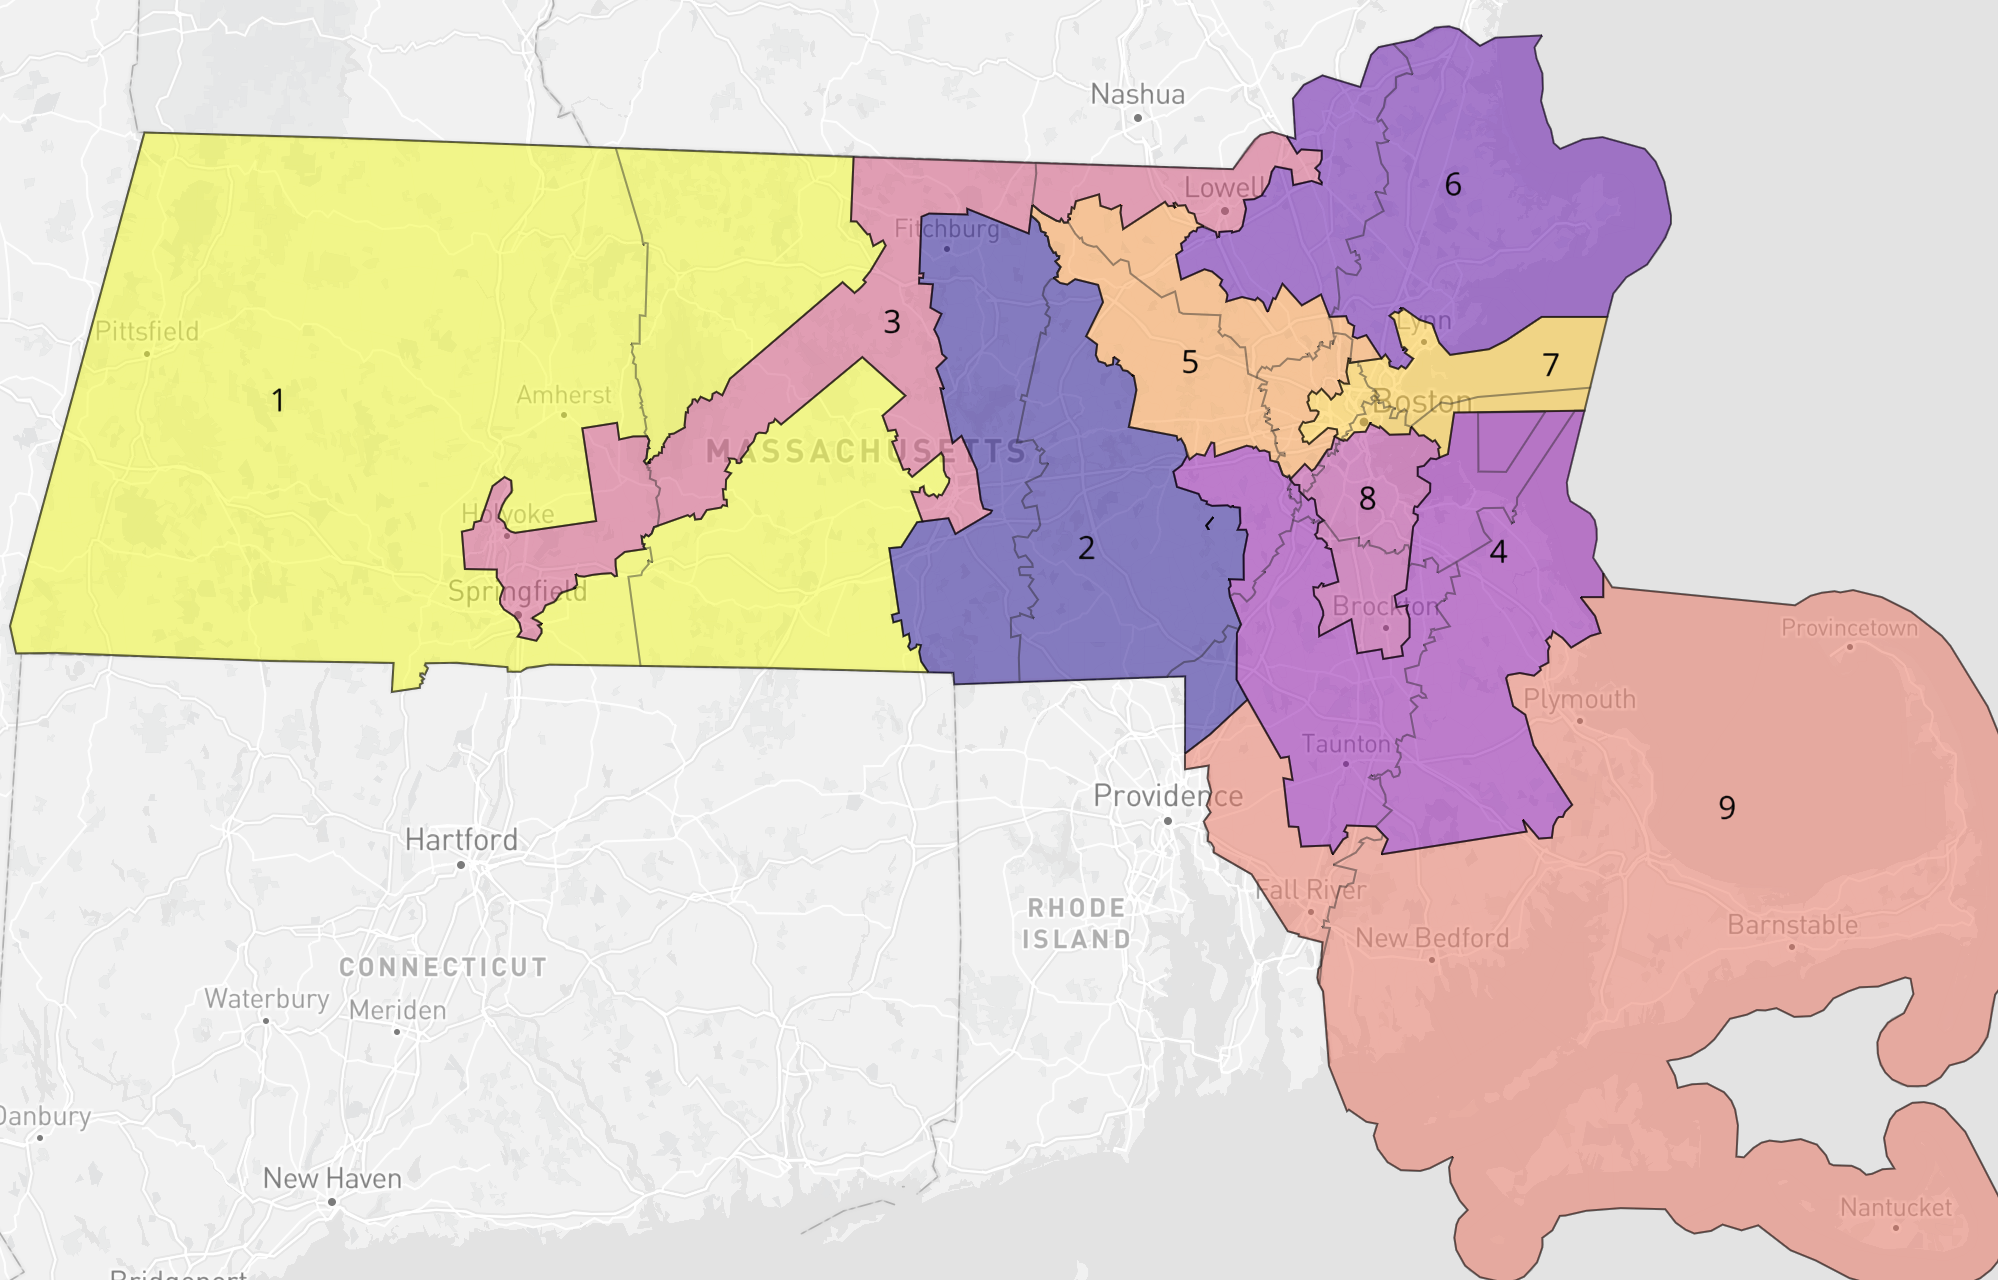 Nashua
6
Lowell
Fitchburg
3
Lynn
Pittsfield
5
7
1
Amherst
Boston
MASSACHUSETTS
8
Holyoke
2
4
Springfield
Brockton
Provincetown
Plymouth
Taunton
Providence
9
Hartford
Fall River
RHODE
ISLAND
Barnstable
New Bedford
CONNECTICUT
Waterbury
Meriden
Danbury
New Haven
Nantucket
Bridgeport